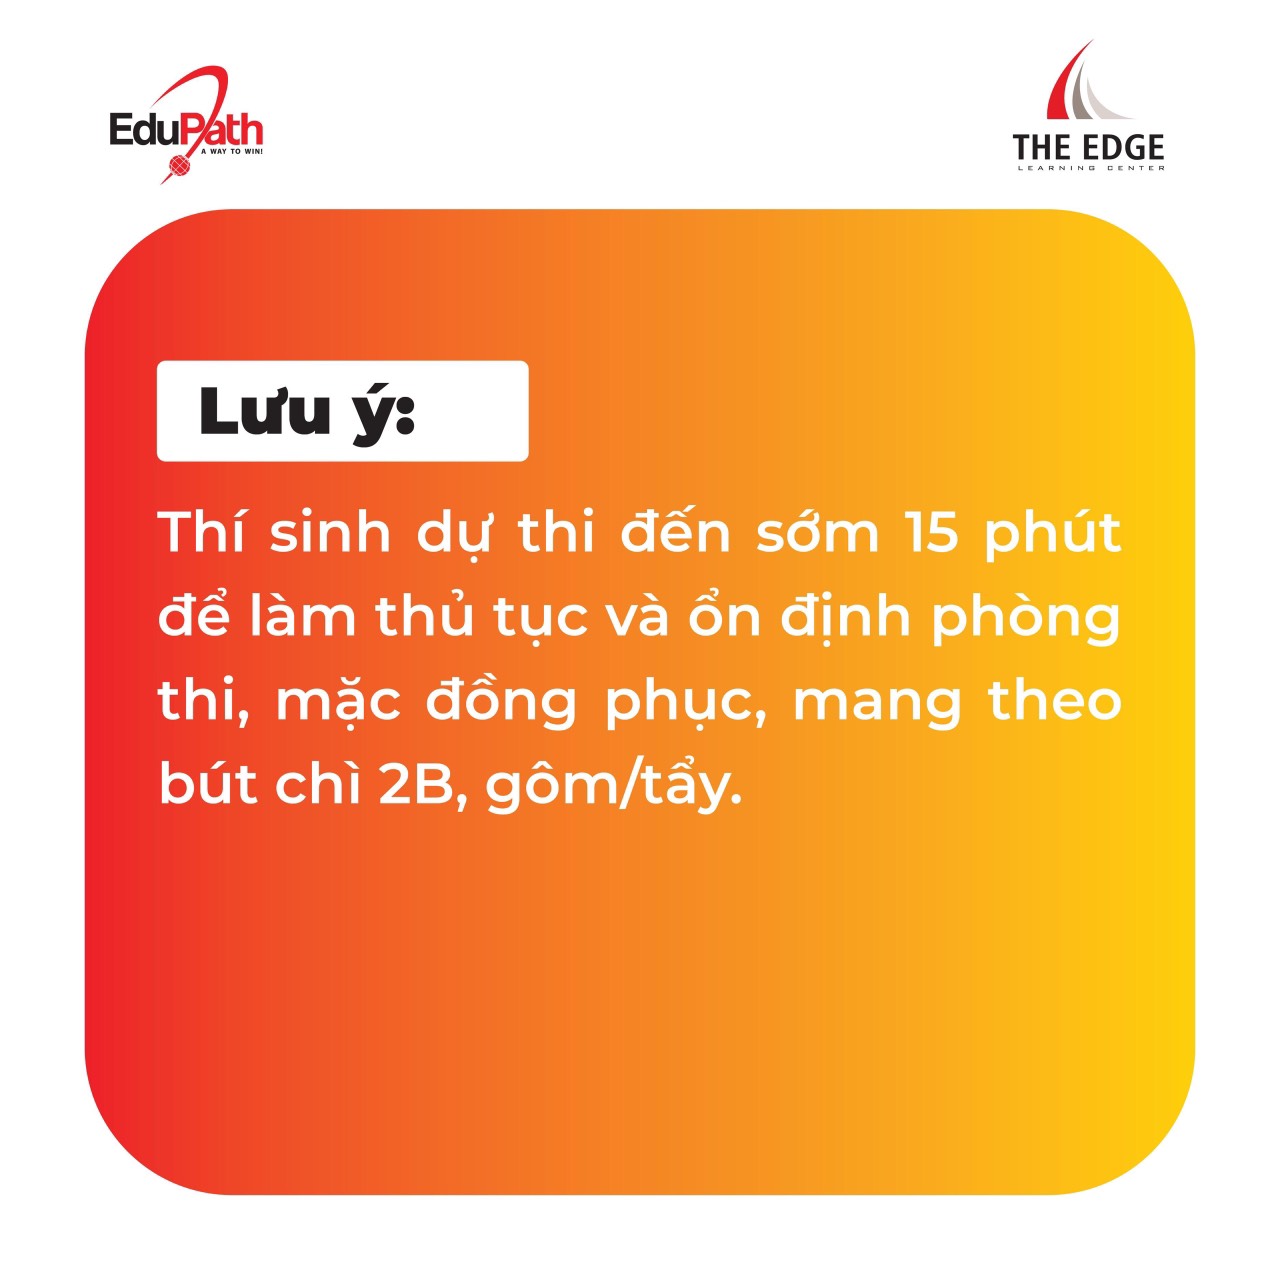 EduPath
A WAY TO WIN!
THE EDGE
LEARNING CENTER
Lưu ý:
Thí sinh dự thi đến sớm 15 phút
để làm thủ tục và ổn định phòng
thi, mặc đồng phục, mang theo
bút chì 2B, gôm/tẩy.